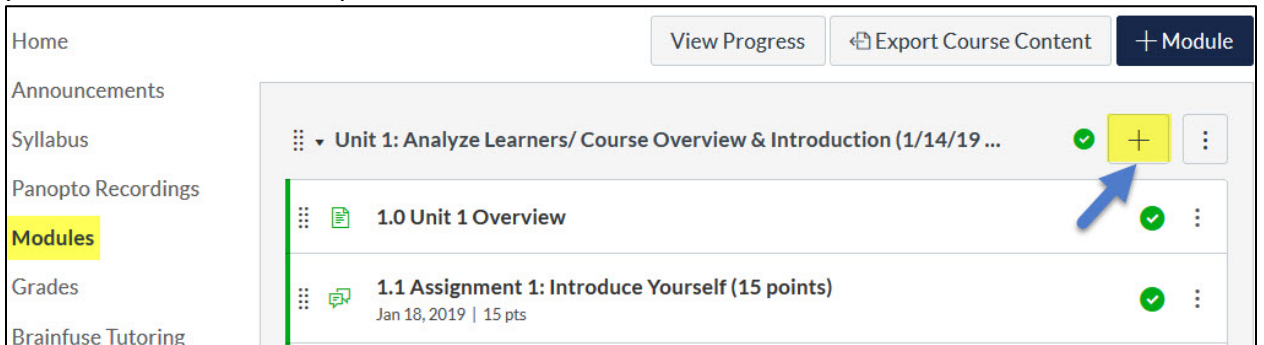 Home
View Progress
Export Course Content
+ Module
Announcements
Syllabus
Unit 1: Analyze Learners/ Course Overview & Introduction (1/14/19 ...
+
Panopto Recordings
1.0 Unit 1 Overview
Modules
Grades
1.1 Assignment 1: Introduce Yourself (15 points)
Jan 18, 2019 | 15 pts
Brainfuse Tutoring